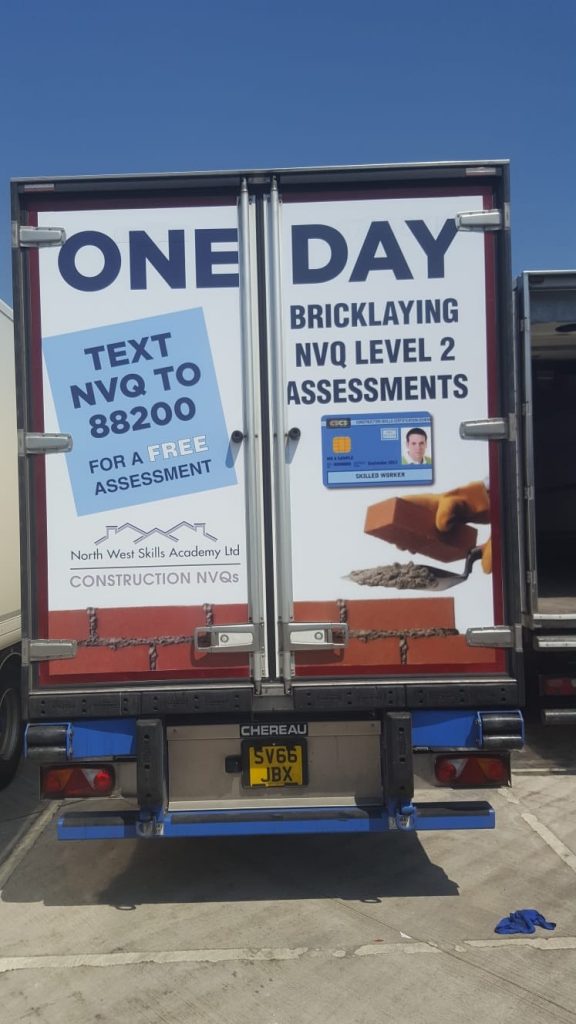 ONE DAY
BRICKLAYING
NVQ LEVEL 2
ASSESSMENTS
TEXT
NVQ TO
88200
FOR A FREE
ASSESSMENT
SKILLED WORKER
North West Skills Academy Ltd
CONSTRUCTION NVQs
CHEREAU
SV66
JBX